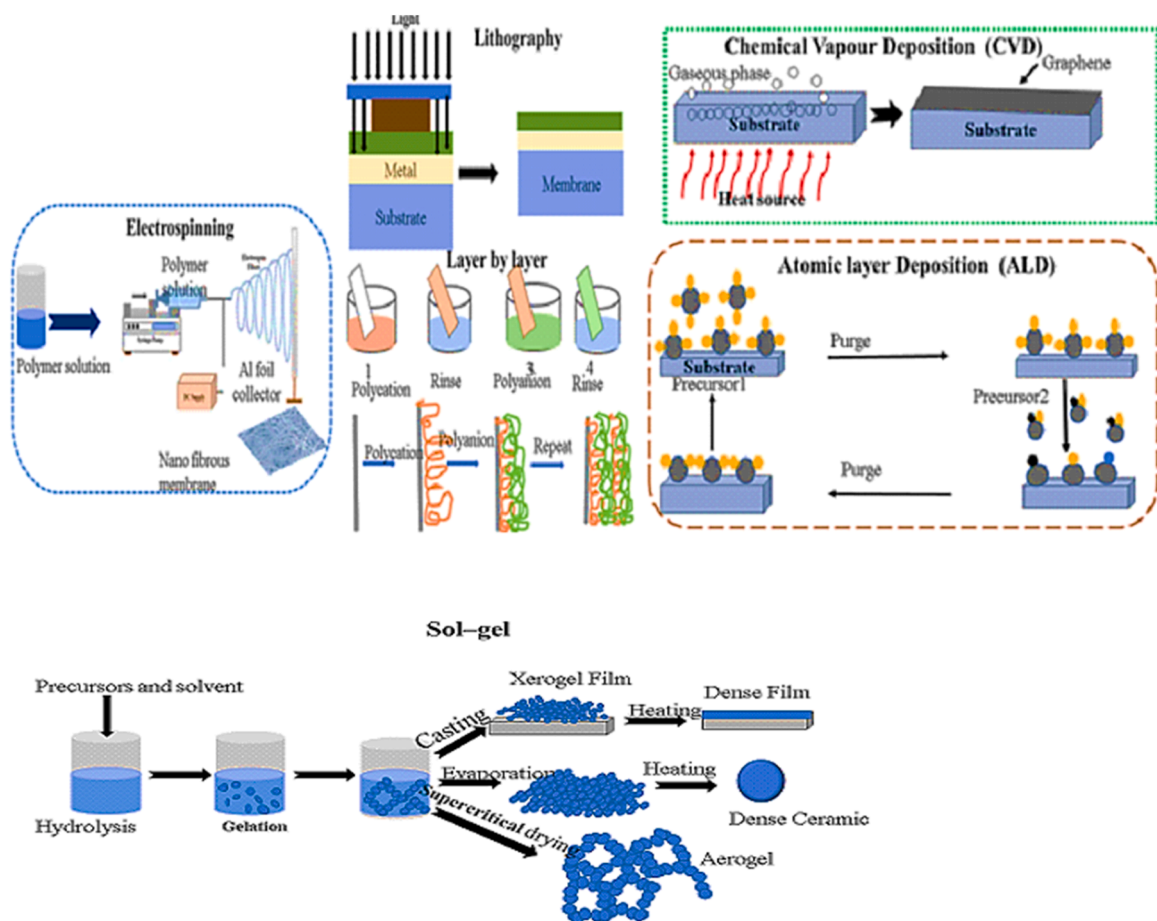 Light
Lithography
Metal
Substrate
Membrane
Chemical Vapour Deposition (CVD)
Gaseous phase
Graphene
Substrate
Substrate
Heat source
Electrospinning
Polymer
solution
Polymer solution
Al foil
collector
Nano fibrous
membrane
Layer by layer
1
3
4
Polycation
Rinse
Polyanion
Rinse
Polycation
Polyanion
Repeat
Atomic layer Deposition (ALD)
Substrate
Precursor1
Purge
Precursor2
Purge
Sol–gel
Precursors and solvent
Hydrolysis
Gelation
Casting
Xerogel Film
Heating
Dense Film
Evaporation
Heating
Dense Ceramic
Supercritical drying
Aerogel